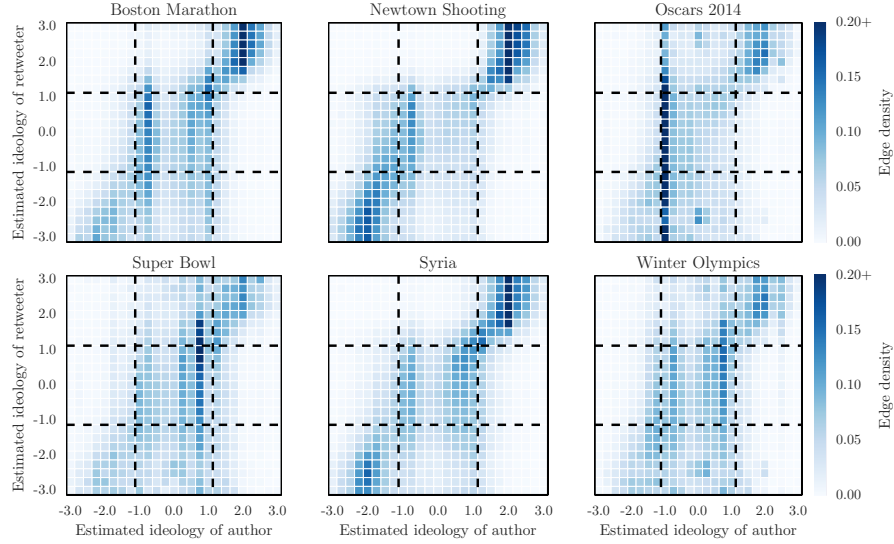 Boston Marathon
Newtown Shooting
Oscars 2014
Estimated ideology of retweeter
3.0
2.0
1.0
0.0
-1.0
-2.0
-3.0
0.20+
0.15
0.10
0.05
0.00
Edge density
Super Bowl
Syria
Winter Olympics
Estimated ideology of retweeter
3.0
2.0
1.0
0.0
-1.0
-2.0
-3.0
0.20+
0.15
0.10
0.05
0.00
Edge density
-3.0 -2.0 -1.0 0.0 1.0 2.0 3.0
-3.0 -2.0 -1.0 0.0 1.0 2.0 3.0
-3.0 -2.0 -1.0 0.0 1.0 2.0 3.0
Estimated ideology of author
Estimated ideology of author
Estimated ideology of author